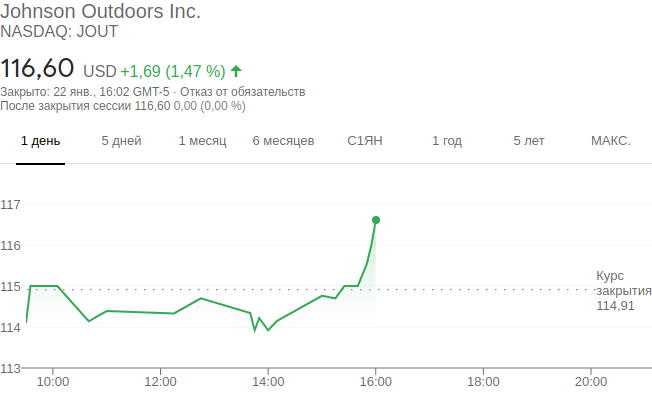 Johnson Outdoors Inc.
NASDAQ: JOUT
116,60 USD +1,69 (1,47 %)
Закрыто: 22 янв., 16:02 GMT-5 · Отказ от обязательств
После закрытия сессии 116,60 0,00 (0,00 %)
1 день 5 дней 1 месяц 6 месяцев С1ЯН 1 год 5 лет МАКС.
117
116
115
114
113
Курс
закрытия
114,91
10:00 12:00 14:00 16:00 18:00 20:00